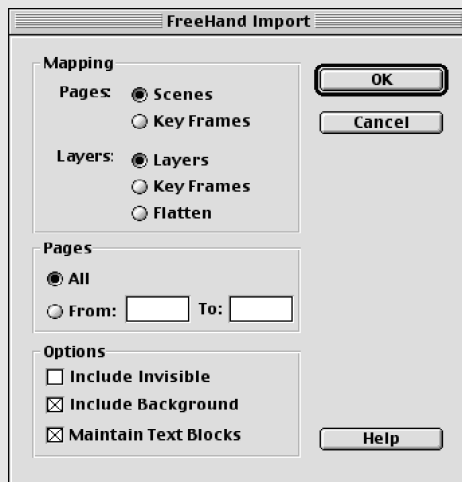 FreeHand Import
Mapping
Pages: Scenes
Key Frames
Layers: Layers
Key Frames
Flatten
OK
Cancel
Pages
All
From: To:
Options
Include Invisible
Include Background
Maintain Text Blocks
Help